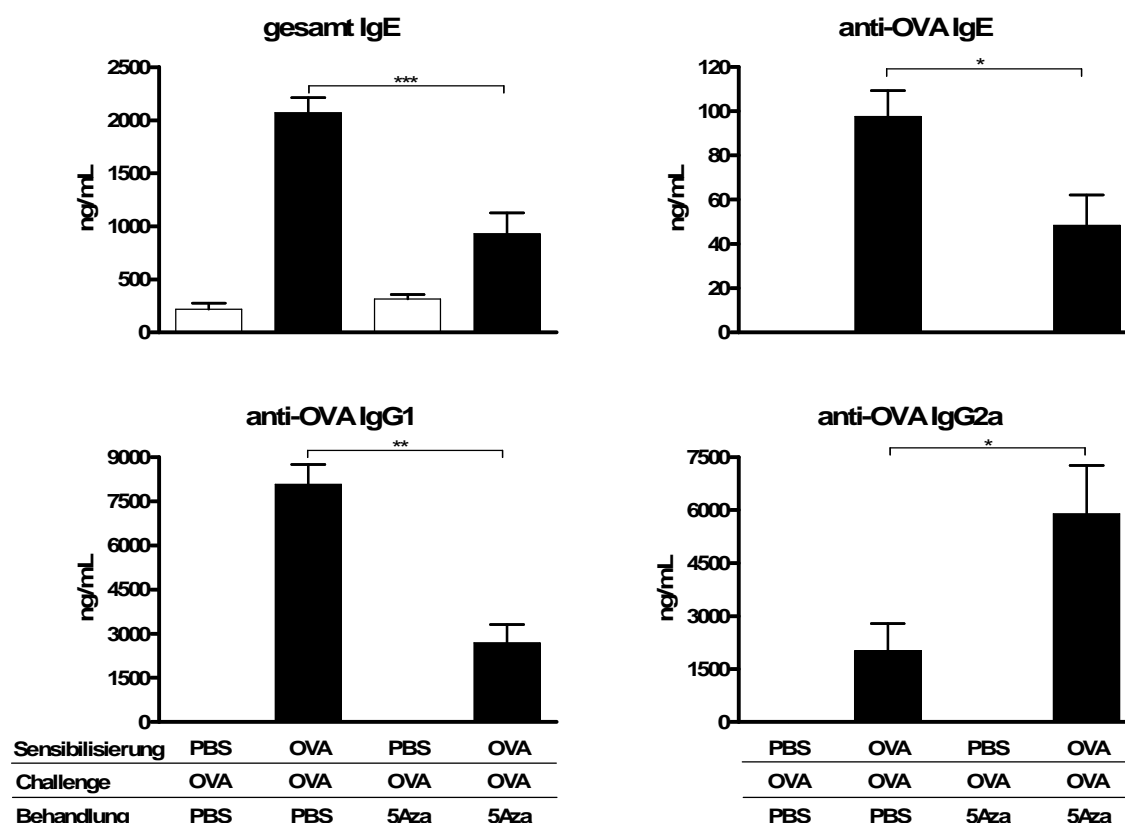 gesamt IgE
2500
2000
1500
1000
500
0
ng/mL
***
anti-OVA IgE
120
100
80
60
40
20
0
ng/mL
*
anti-OVA IgG1
9000
7500
6000
4500
3000
1500
0
ng/mL
**
anti-OVA IgG2a
7500
6000
4500
3000
1500
0
ng/mL
*
Sensibilisierung PBS OVA PBS OVA PBS OVA PBS OVA
Challenge OVA OVA OVA OVA OVA OVA OVA OVA
Behandlung PBS PBS 5Aza 5Aza PBS PBS 5Aza 5Aza